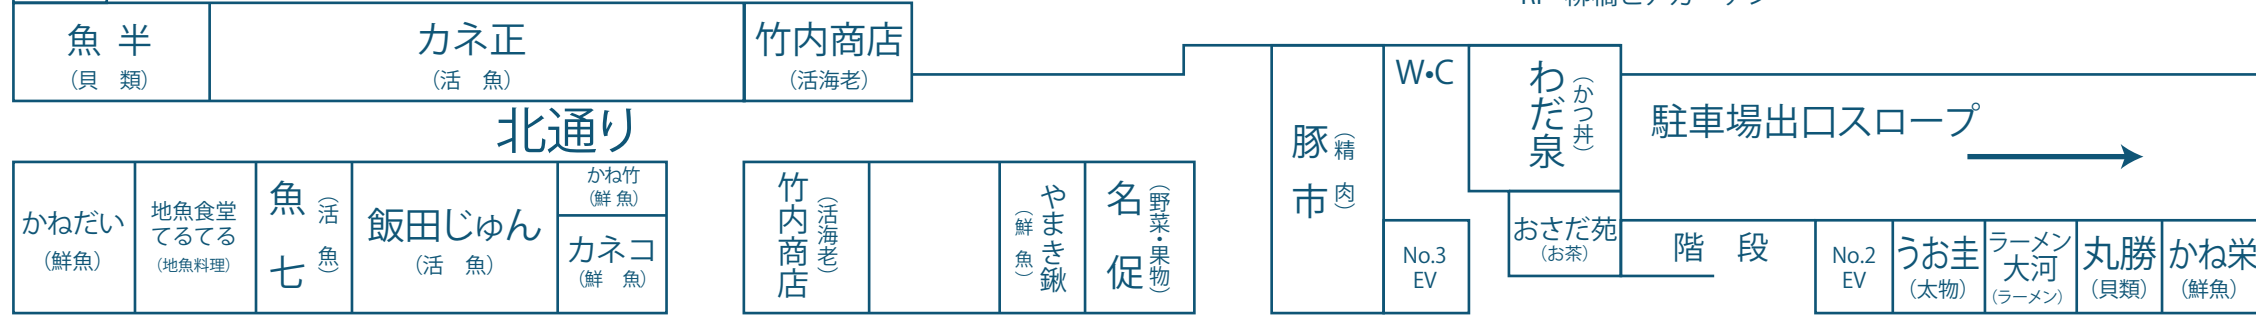 魚 半
（貝　類）
カネ正
（活　魚）
竹内商店
（活海老）
北通り
かねだい
（鮮魚）
地魚食堂
てるてる
（地魚料理）
魚七
（活　魚）
飯田じゅん
（活　魚）
かね竹
（鮮 魚）
カネコ
（鮮　魚）
竹内商店
（活海老）
やまき鍬
（鮮　魚）
名促
（野菜・果物）
豚市
（精　肉）
W・C
No.3
EV
わだ泉
（かつ丼）
おさだ苑
（お茶）
駐車場出口スロープ
階　段
No.2
EV
うお圭
（太物）
ラーメン
大河
（ラーメン）
丸勝
（貝類）
かね栄
（鮮魚）